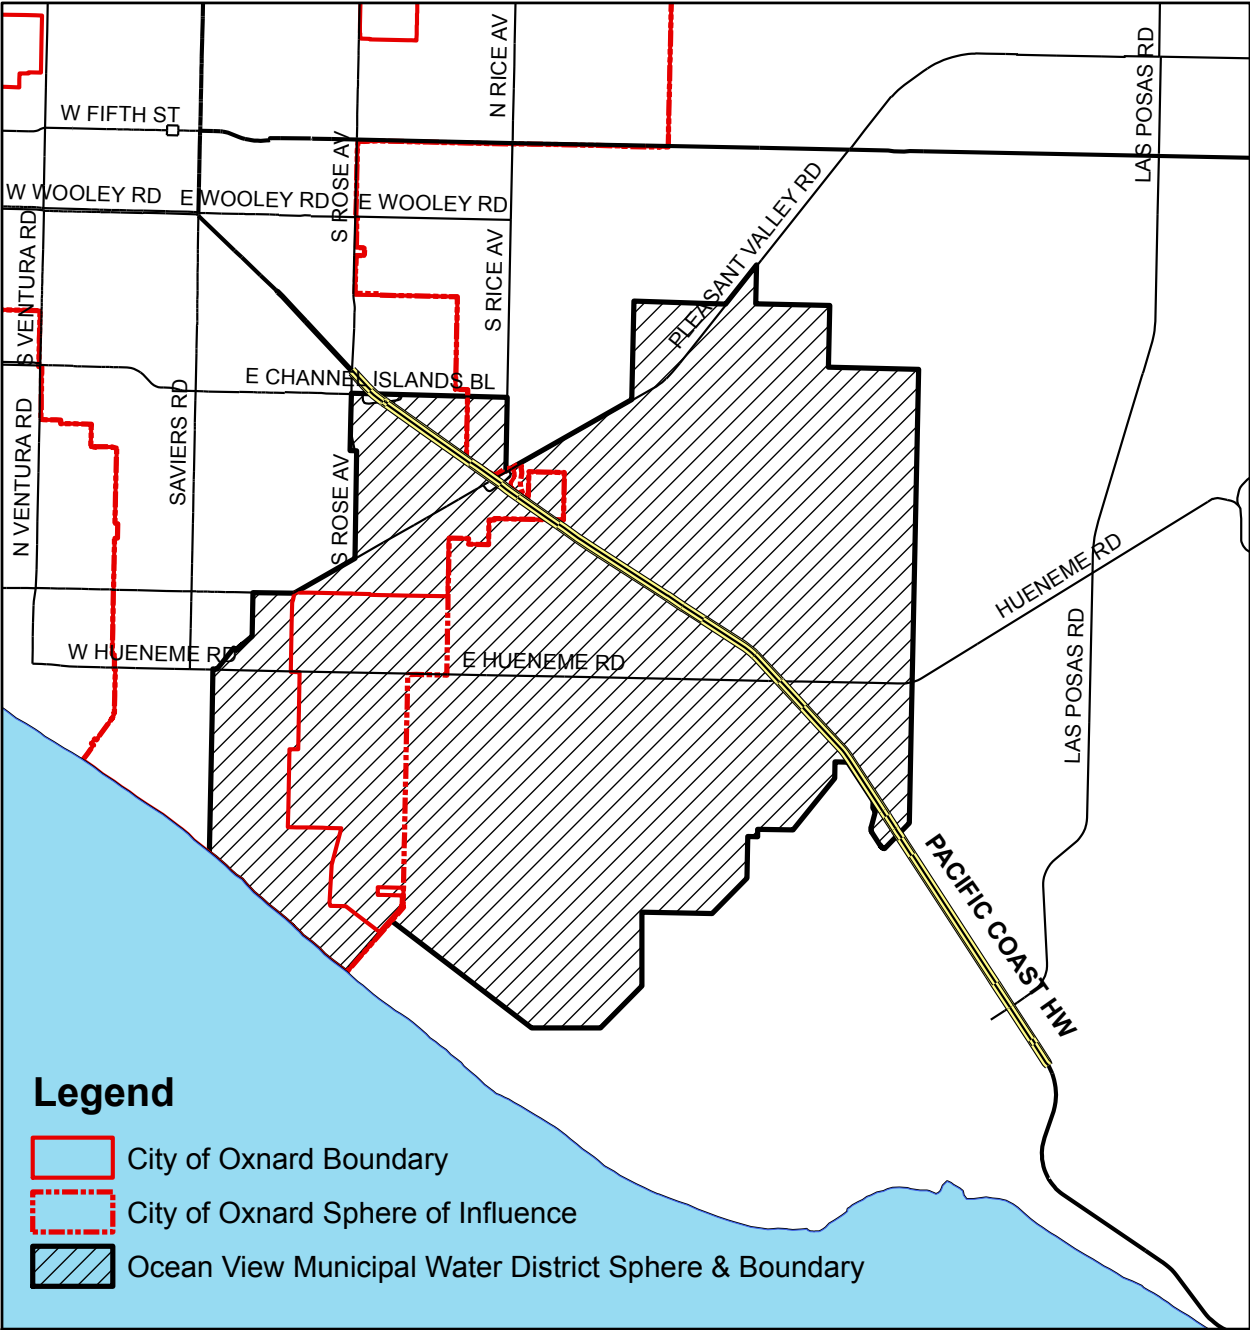 N RICE AV
LAS POSAS RD
W FIFTH ST
S ROSE AV
W WOOLEY RD
E WOOLEY RD
E WOOLEY RD
PLEASANT VALLEY RD
S VENTURA RD
S RICE AV
E CHANNEL ISLANDS BL
N VENTURA RD
SAVIERS RD
S ROSE AV
HUENEME RD
W HUENEME RD
E HUENEME RD
LAS POSAS RD
PACIFIC COAST HW
Legend
City of Oxnard Boundary
City of Oxnard Sphere of Influence
Ocean View Municipal Water District Sphere & Boundary